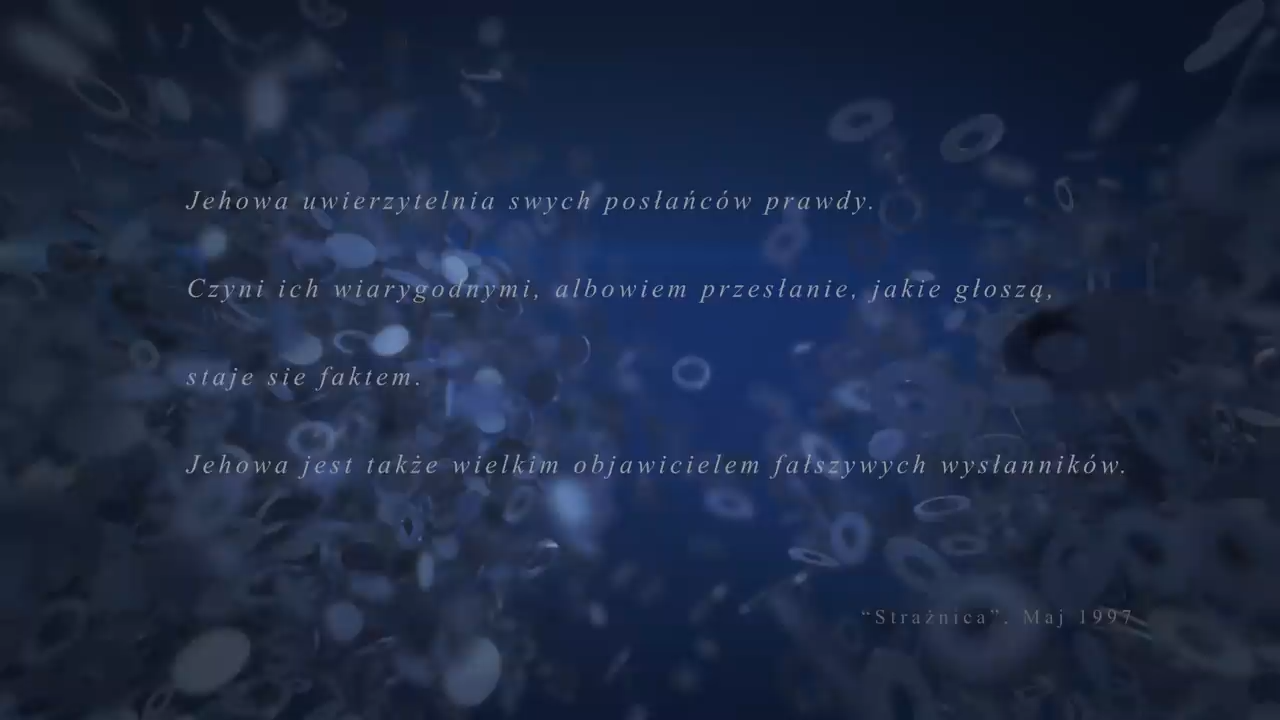 Jehowa uwierzytelnia swych posłańców prawdy.
Czyni ich wiarygodnymi, albowiem przesłanie, jakie głoszą,
staje sie faktem.
Jehowa jest także wielkim objawicielem fałszywych wysłanników.
“Strażnica”. Maj 1997